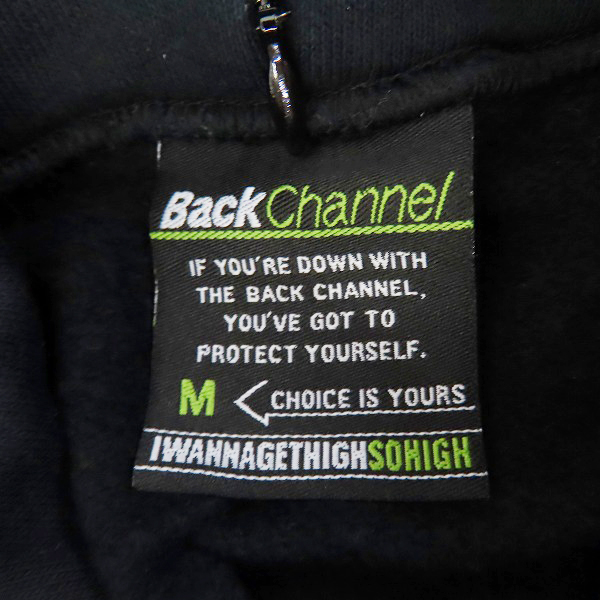 BackChannel
IF YOU'RE DOWN WITH
THE BACK CHANNEL,
YOU'VE GOT TO
PROTECT YOURSELF.
M CHOICE IS YOURS
IWANNAGETHIGHSOHIGH